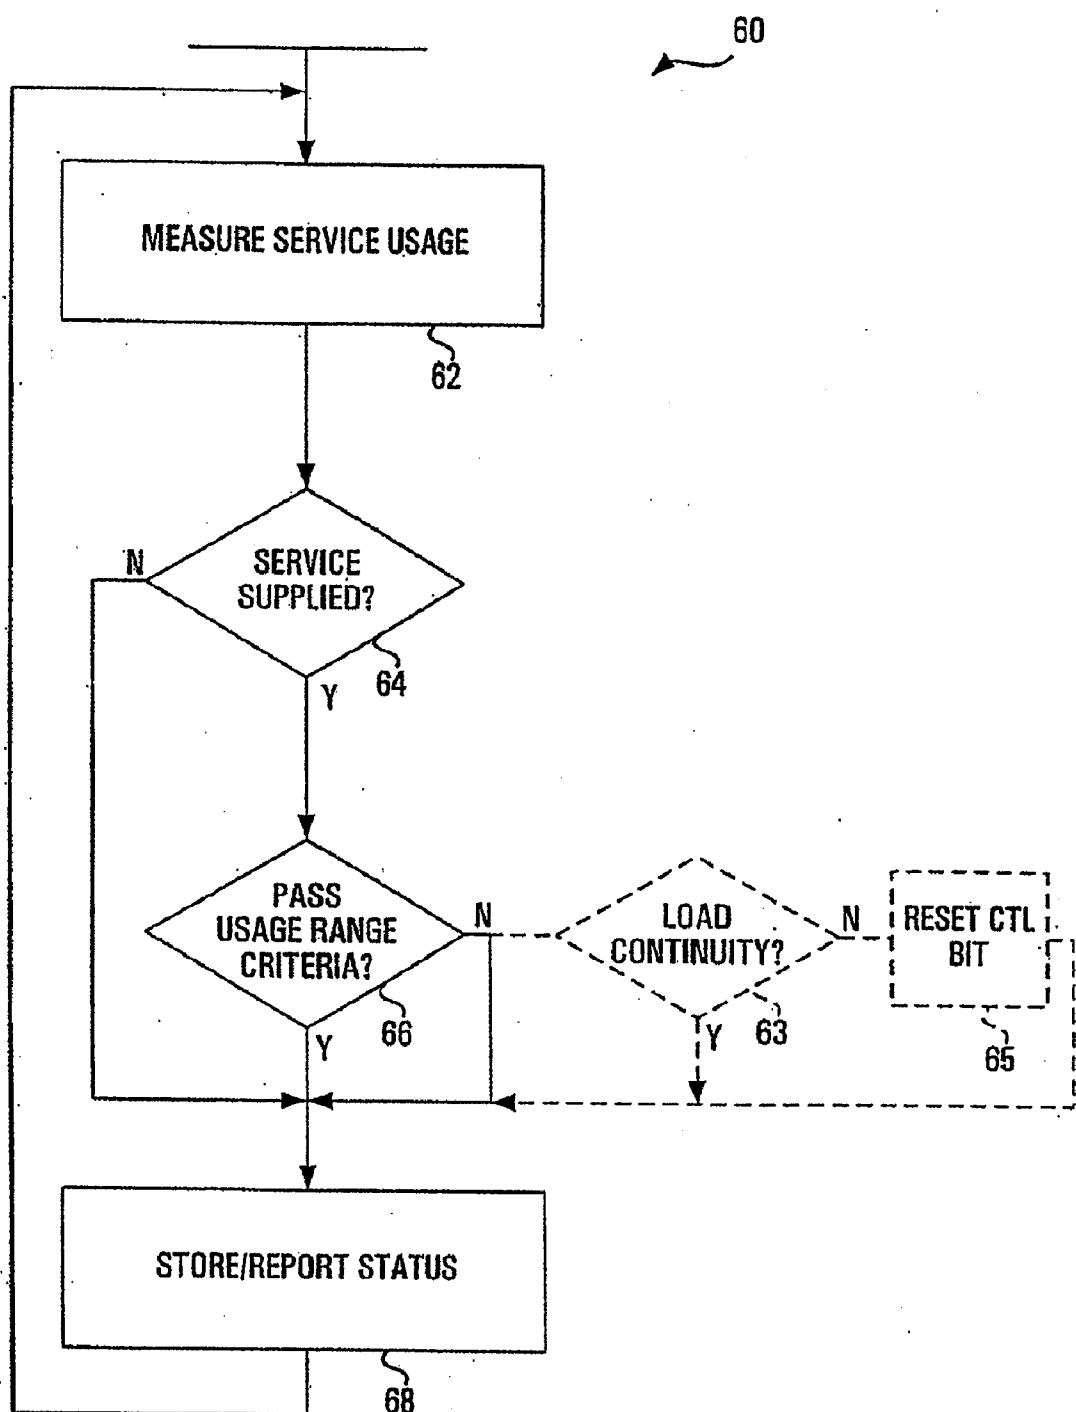 60
MEASURE SERVICE USAGE
62
N
SERVICE
SUPPLIED?
64
Y
PASS
USAGE RANGE
CRITERIA?
N
66
Y
LOAD
CONTINUITY?
N
63
Y
RESET CTL
BIT
65
STORE/REPORT STATUS
68